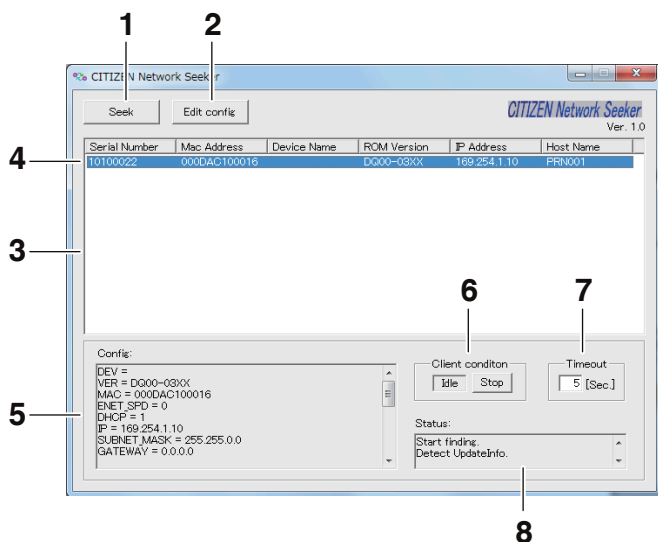 1 2
CITIZEN Network Seeker
Seek Edit config CITIZEN Network Seeker
Ver. 1.0
Serial Number Mac Address Device Name ROM Version IP Address Host Name
4
10100022 000DAC100016 DQ00-03XX 169.254.1.10 PRN001
3
6 7
Config:
Client conditon Timeout
DEV =
VER = DQ00-03XX
Idle Stop 5 [Sec.]
MAC = 000DAC100016
ENET_SPD = 0
5
DHCP = 1
IP = 169.254.1.10
Status:
SUBNET_MASK = 255.255.0.0
Start finding.
GATEWAY = 0.0.0.0
Detect UpdateInfo.
8